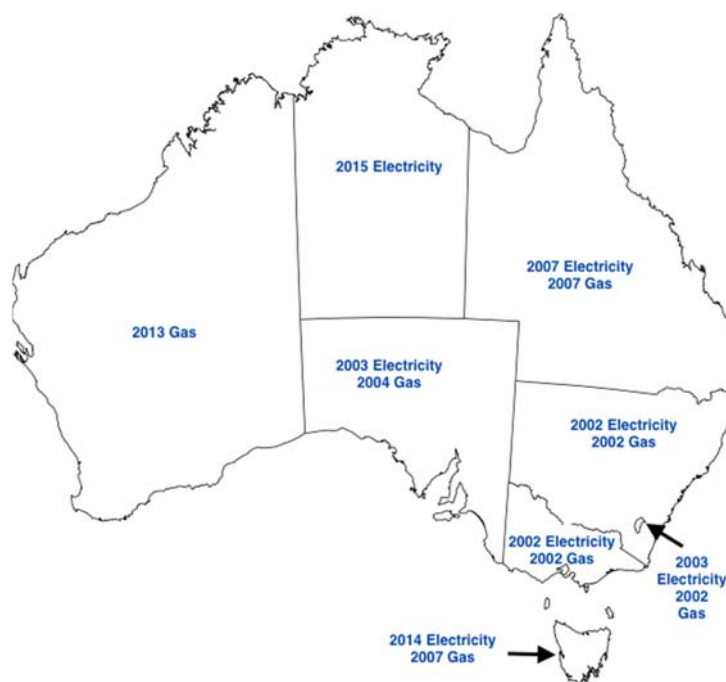 2015 Electricity
2007 Electricity
2007 Gas
2013 Gas
2003 Electricity
2004 Gas
2002 Electricity
2002 Gas
2002 Electricity
2002 Gas
2003
Electricity
2002
Gas
2014 Electricity
2007 Gas